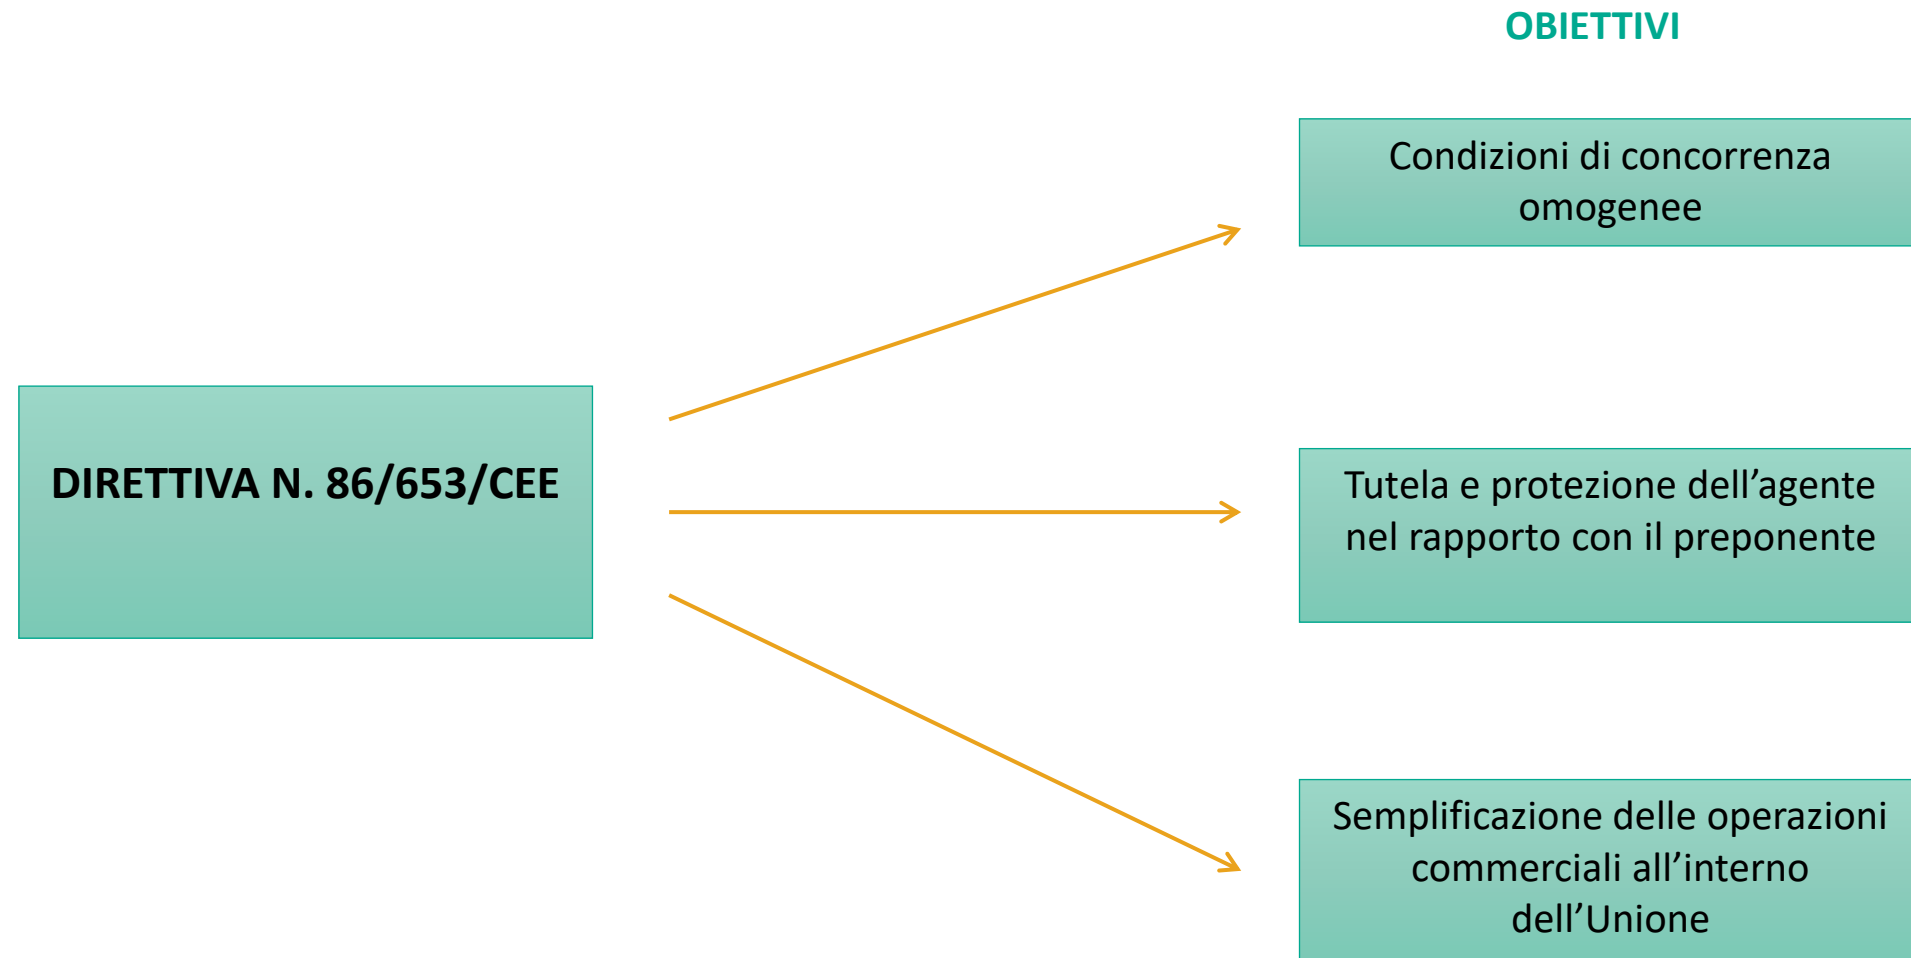 OBIETTIVI
Condizioni di concorrenza
omogenee
DIRETTIVA N. 86/653/CEE
Tutela e protezione dell’agente
nel rapporto con il preponente
Semplificazione delle operazioni
commerciali all’interno
dell’Unione